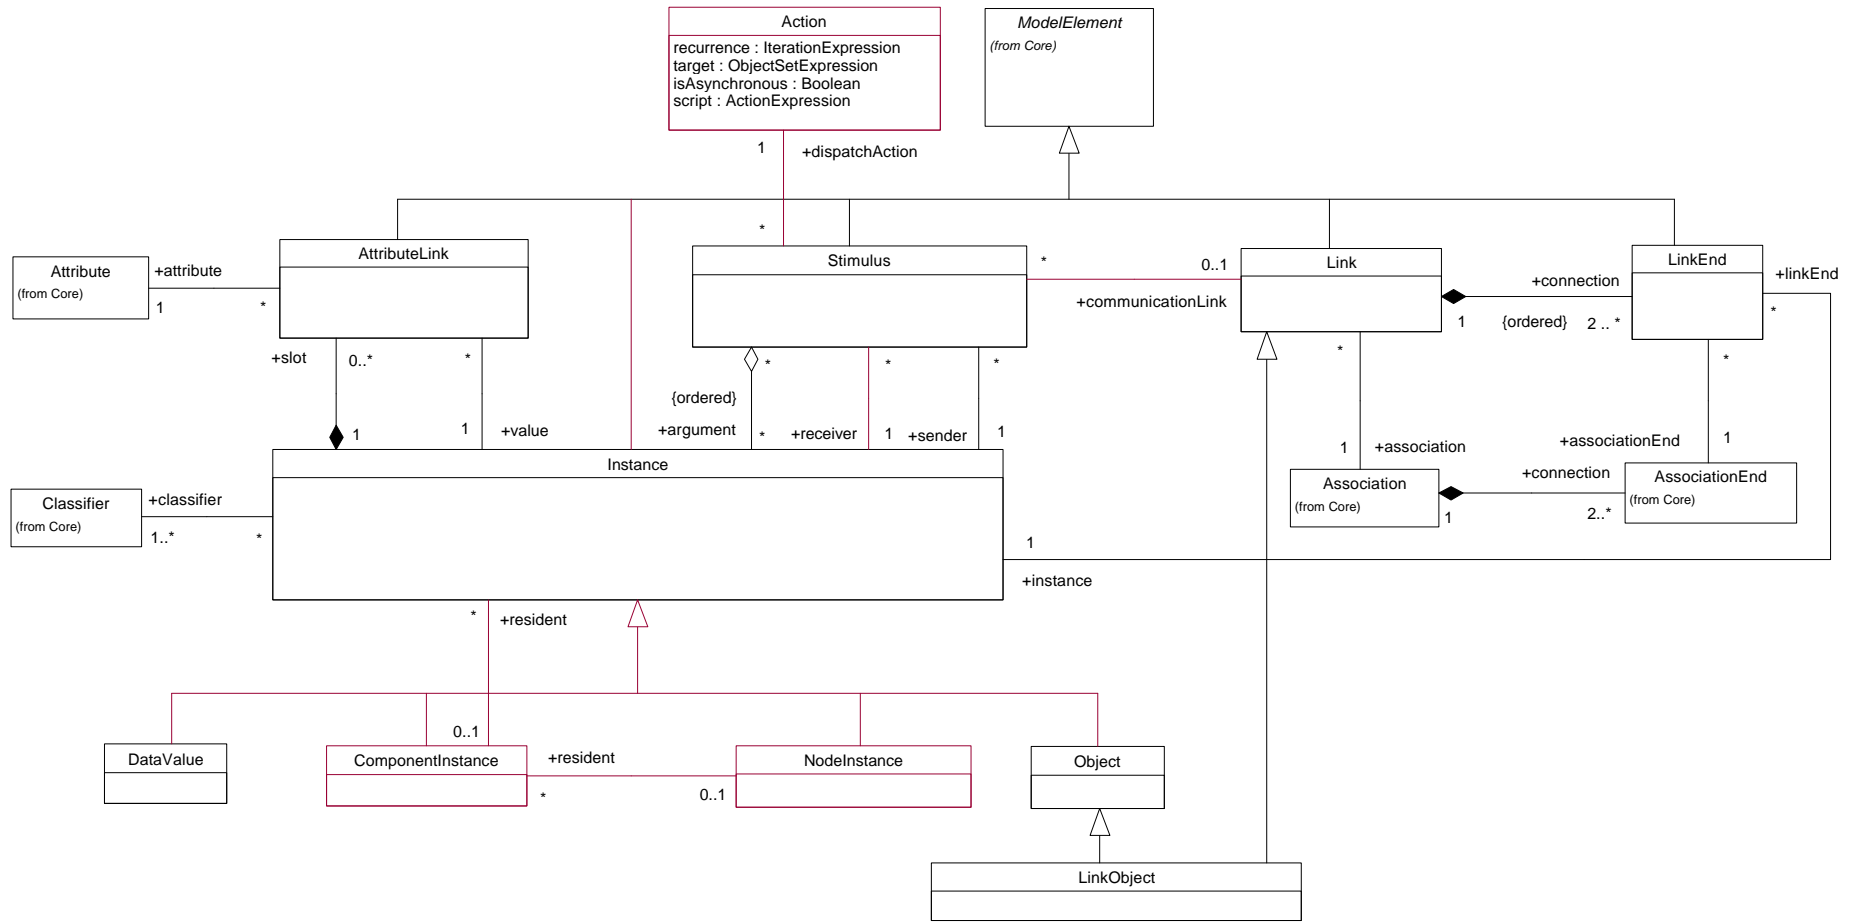 Action
recurrence : IterationExpression
target : ObjectSetExpression
isAsynchronous : Boolean
script : ActionExpression
ModelElement
(from Core)
1
+dispatchAction
*
Attribute
(from Core)
+attribute
1
*
AttributeLink
Stimulus
*
0..1
+communicationLink
Link
+connection
1
{ordered}
2 .. *
LinkEnd
+linkEnd
*
+slot
0..*
*
1
1
+value
{ordered}
+argument
*
*
+receiver
*
1
+sender
*
1
*
1
+association
*
+associationEnd
1
Association
(from Core)
1
+connection
2..*
AssociationEnd
(from Core)
Classifier
(from Core)
+classifier
1..*
*
Instance
1
+instance
*
+resident
0..1
DataValue
ComponentInstance
+resident
*
0..1
NodeInstance
Object
LinkObject